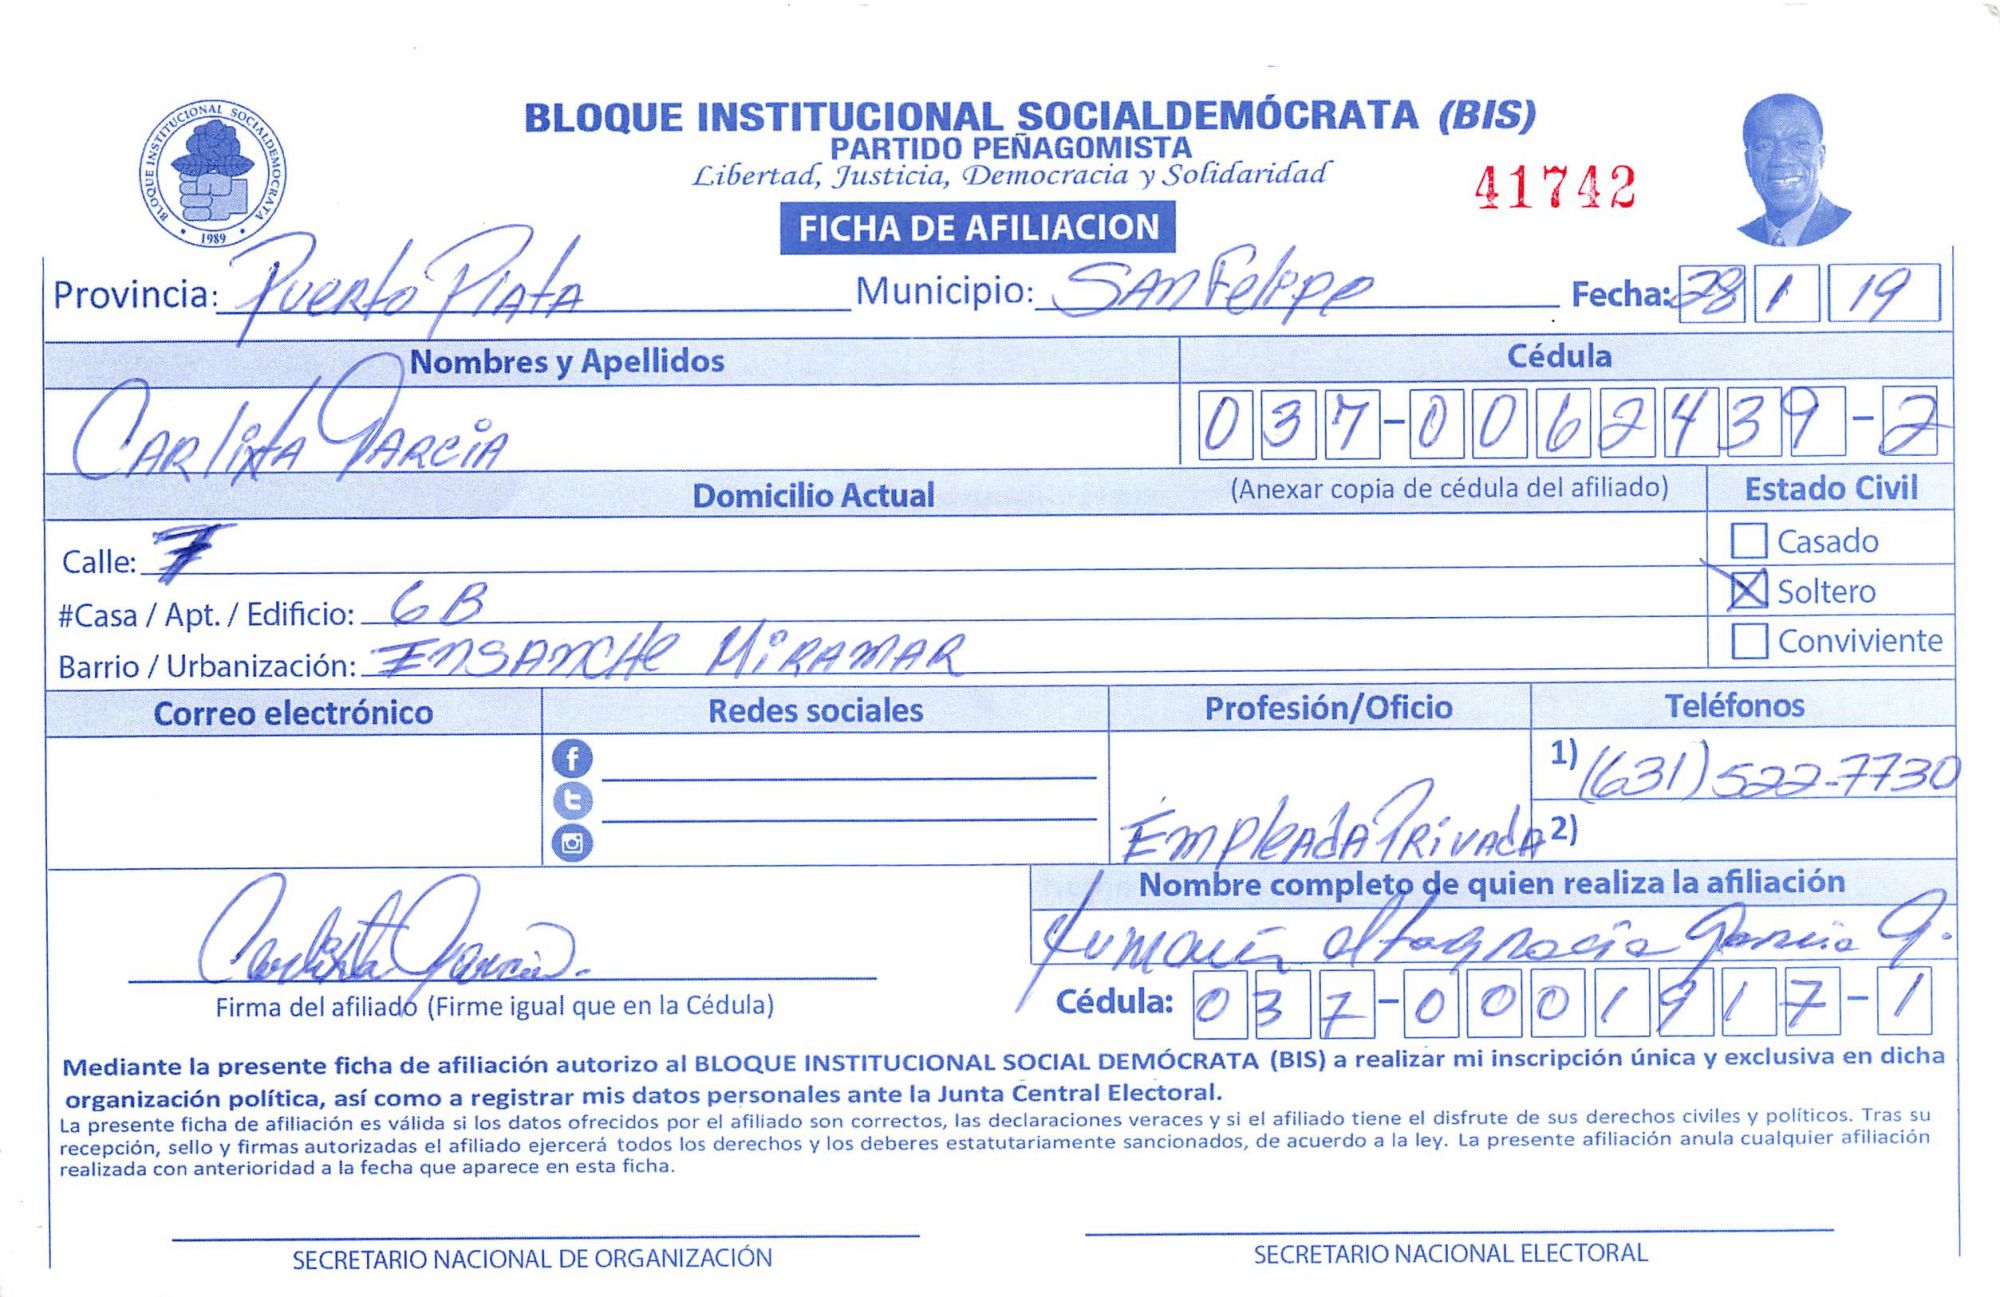 BLOQUE INSTITUCIONAL SOCIALDEMOCRATA
1989
BLOQUE INSTITUCIONAL SOCIALDEMÓCRATA (BIS)
PARTIDO PEÑAGOMISTA
Libertad, Justicia, Democracia y Solidaridad
41742
FICHA DE AFILIACION
Provincia: Puerto Plata Municipio: San Felipe Fecha: 28 1 19
Nombres y Apellidos Cédula
Carlixta Garcia 037-0062439-2
Domicilio Actual (Anexar copia de cédula del afiliado) Estado Civil
Calle: 7 Casado
#Casa / Apt. / Edificio: 6B X Soltero
Barrio / Urbanización: Ensanche Miramar Conviviente
Correo electrónico Redes sociales Profesión/Oficio Teléfonos
1) (631) 522-7730
Empleada Privada 2)
Nombre completo de quien realiza la afiliación
Carlixta Garcia. Altagracia Garcia G.
Firma del afiliado (Firme igual que en la Cédula) Cédula: 037-0001917-1
Mediante la presente ficha de afiliación autorizo al BLOQUE INSTITUCIONAL SOCIAL DEMÓCRATA (BIS) a realizar mi inscripción única y exclusiva en dicha
organización política, así como a registrar mis datos personales ante la Junta Central Electoral.
La presente ficha de afiliación es válida si los datos ofrecidos por el afiliado son correctos, las declaraciones veraces y si el afiliado tiene el disfrute de sus derechos civiles y políticos. Tras su
recepción, sello y firmas autorizadas el afiliado ejercerá todos los derechos y los deberes estatutariamente sancionados, de acuerdo a la ley. La presente afiliación anula cualquier afiliación
realizada con anterioridad a la fecha que aparece en esta ficha.
SECRETARIO NACIONAL DE ORGANIZACIÓN SECRETARIO NACIONAL ELECTORAL